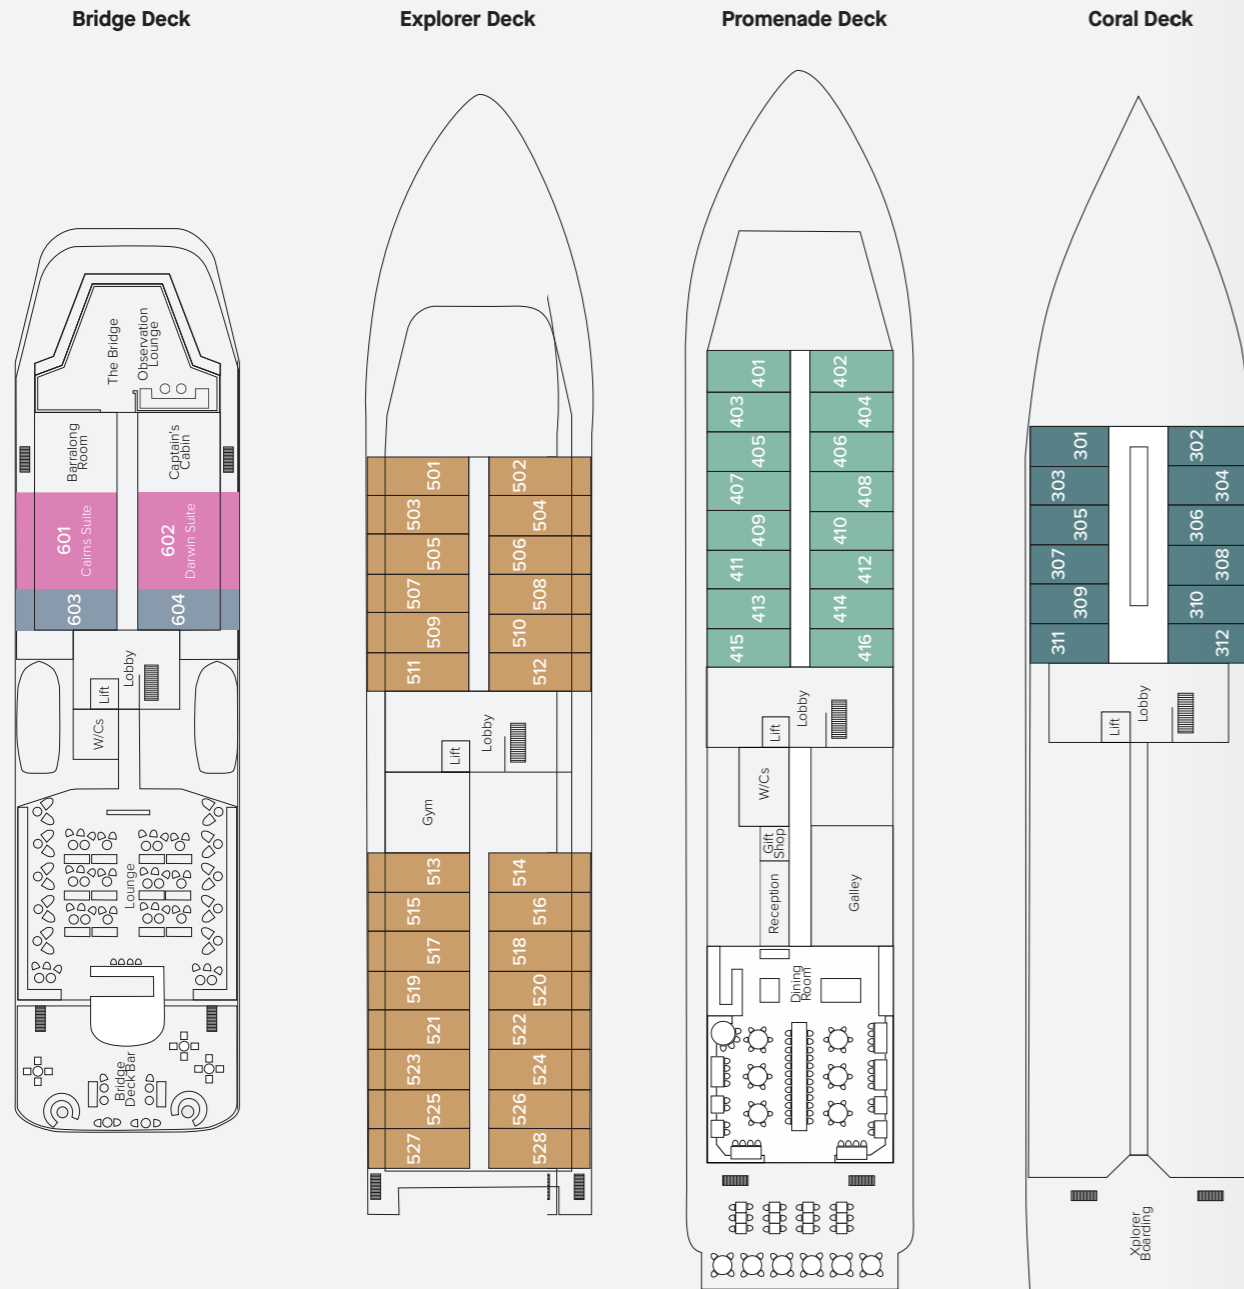 Bridge Deck
Explorer Deck
Promenade Deck
Coral Deck
The Bridge
Observation
Lounge
Barralong
Room
Captain's
Cabin
601
Cairns Suite
602
Darwin Suite
603
604
Lobby
Lift
W/Cs
Lounge
Bridge
Deck Bar
501
502
503
504
505
506
507
508
509
510
511
512
Lobby
Lift
Gym
513
514
515
516
517
518
519
520
521
522
523
524
525
526
527
528
401
402
403
404
405
406
407
408
409
410
411
412
413
414
415
416
Lobby
Lift
W/Cs
Gift
Shop
Reception
Galley
Dining
Room
301
302
303
304
305
306
307
308
309
310
311
312
Lobby
Lift
Xplorer
Boarding